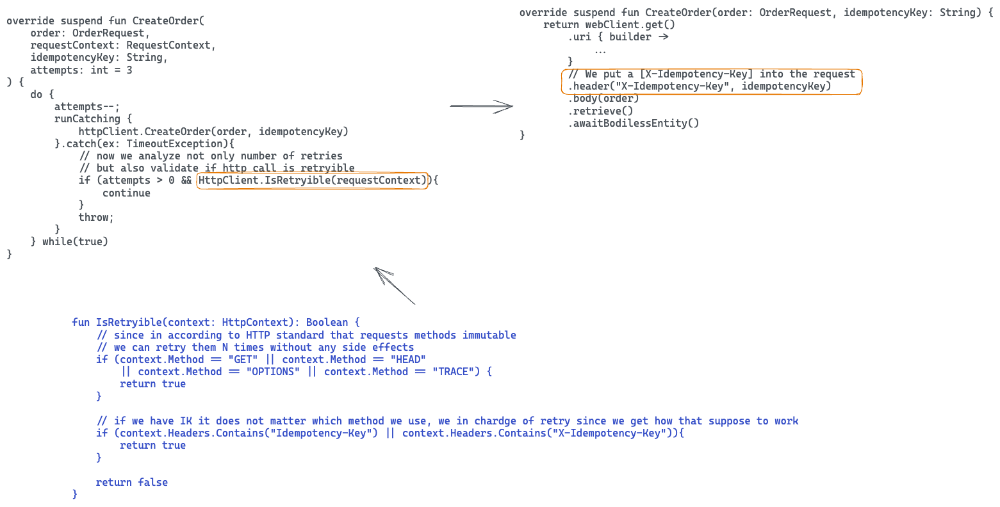 override suspend fun CreateOrder(
    order: OrderRequest,
    requestContext: RequestContext,
    idempotencyKey: String,
    attempts: int = 3
) {
    do {
        attempts--;
        runCatching {
            httpClient.CreateOrder(order, idempotencyKey)
        }.catch(ex: TimeoutException){
            // now we analyze not only number of retries
            // but also validate if http call is retryible
            if (attempts > 0 && HttpClient.IsRetryible(requestContext)){
                continue
            }
            throw;
        }
    } while(true)
}
override suspend fun CreateOrder(order: OrderRequest, idempotencyKey: String) {
    return webClient.get()
        .uri { builder ->
            ...
        }
        // We put a [X-Idempotency-Key] into the request
        .header("X-Idempotency-Key", idempotencyKey)
        .body(order)
        .retrieve()
        .awaitBodilessEntity()
}
fun IsRetryible(context: HttpContext): Boolean {
    // since in according to HTTP standard that requests methods immutable
    // we can retry them N times without any side effects
    if (context.Method == "GET" || context.Method == "HEAD"
        || context.Method == "OPTIONS" || context.Method == "TRACE") {
        return true
    }
    // if we have IK it does not matter which method we use, we in chardge of retry since we get how that suppose to work
    if (context.Headers.Contains("Idempotency-Key") || context.Headers.Contains("X-Idempotency-Key")){
        return true
    }
    return false
}